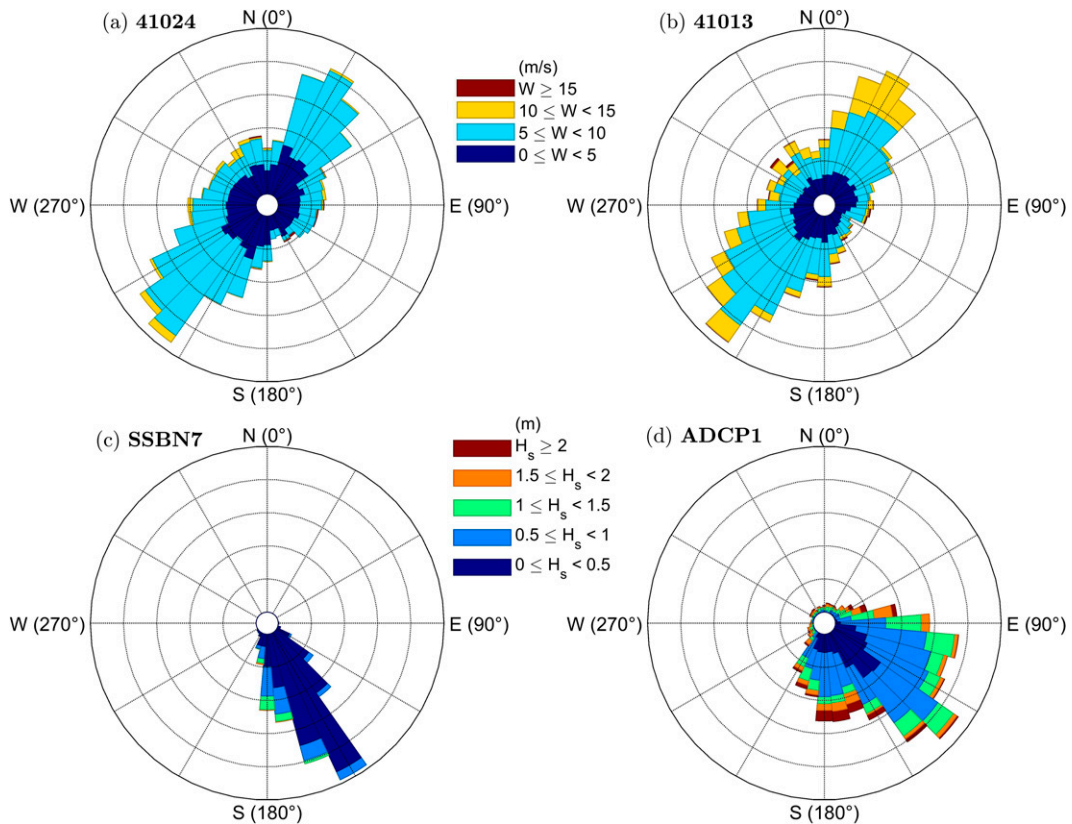 (a) 41024
N (0°)
W (270°)
E (90°)
S (180°)
(m/s)
W ≥ 15
10 ≤ W < 15
5 ≤ W < 10
0 ≤ W < 5
(b) 41013
N (0°)
W (270°)
E (90°)
S (180°)
(c) SSBN7
N (0°)
W (270°)
E (90°)
S (180°)
(m)
H_s ≥ 2
1.5 ≤ H_s < 2
1 ≤ H_s < 1.5
0.5 ≤ H_s < 1
0 ≤ H_s < 0.5
(d) ADCP1
N (0°)
W (270°)
E (90°)
S (180°)